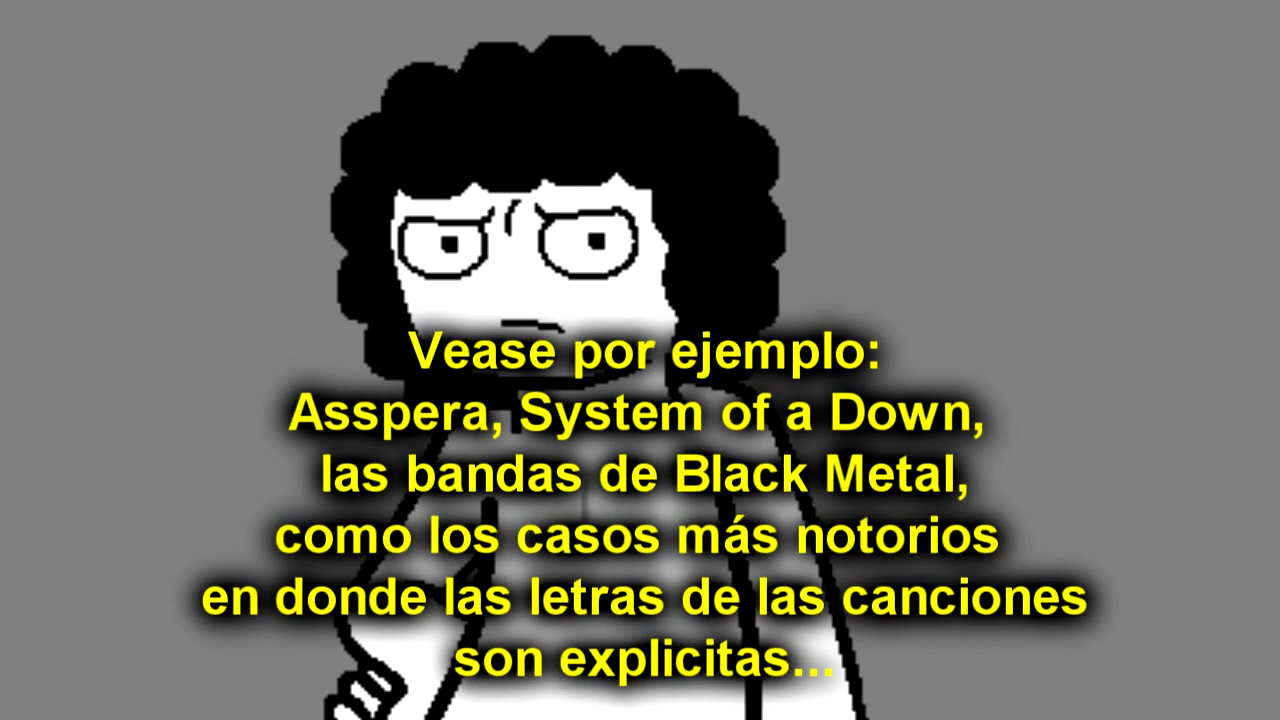 Vease por ejemplo:
Asspera, System of a Down,
las bandas de Black Metal,
como los casos más notorios
en donde las letras de las canciones
son explicitas...